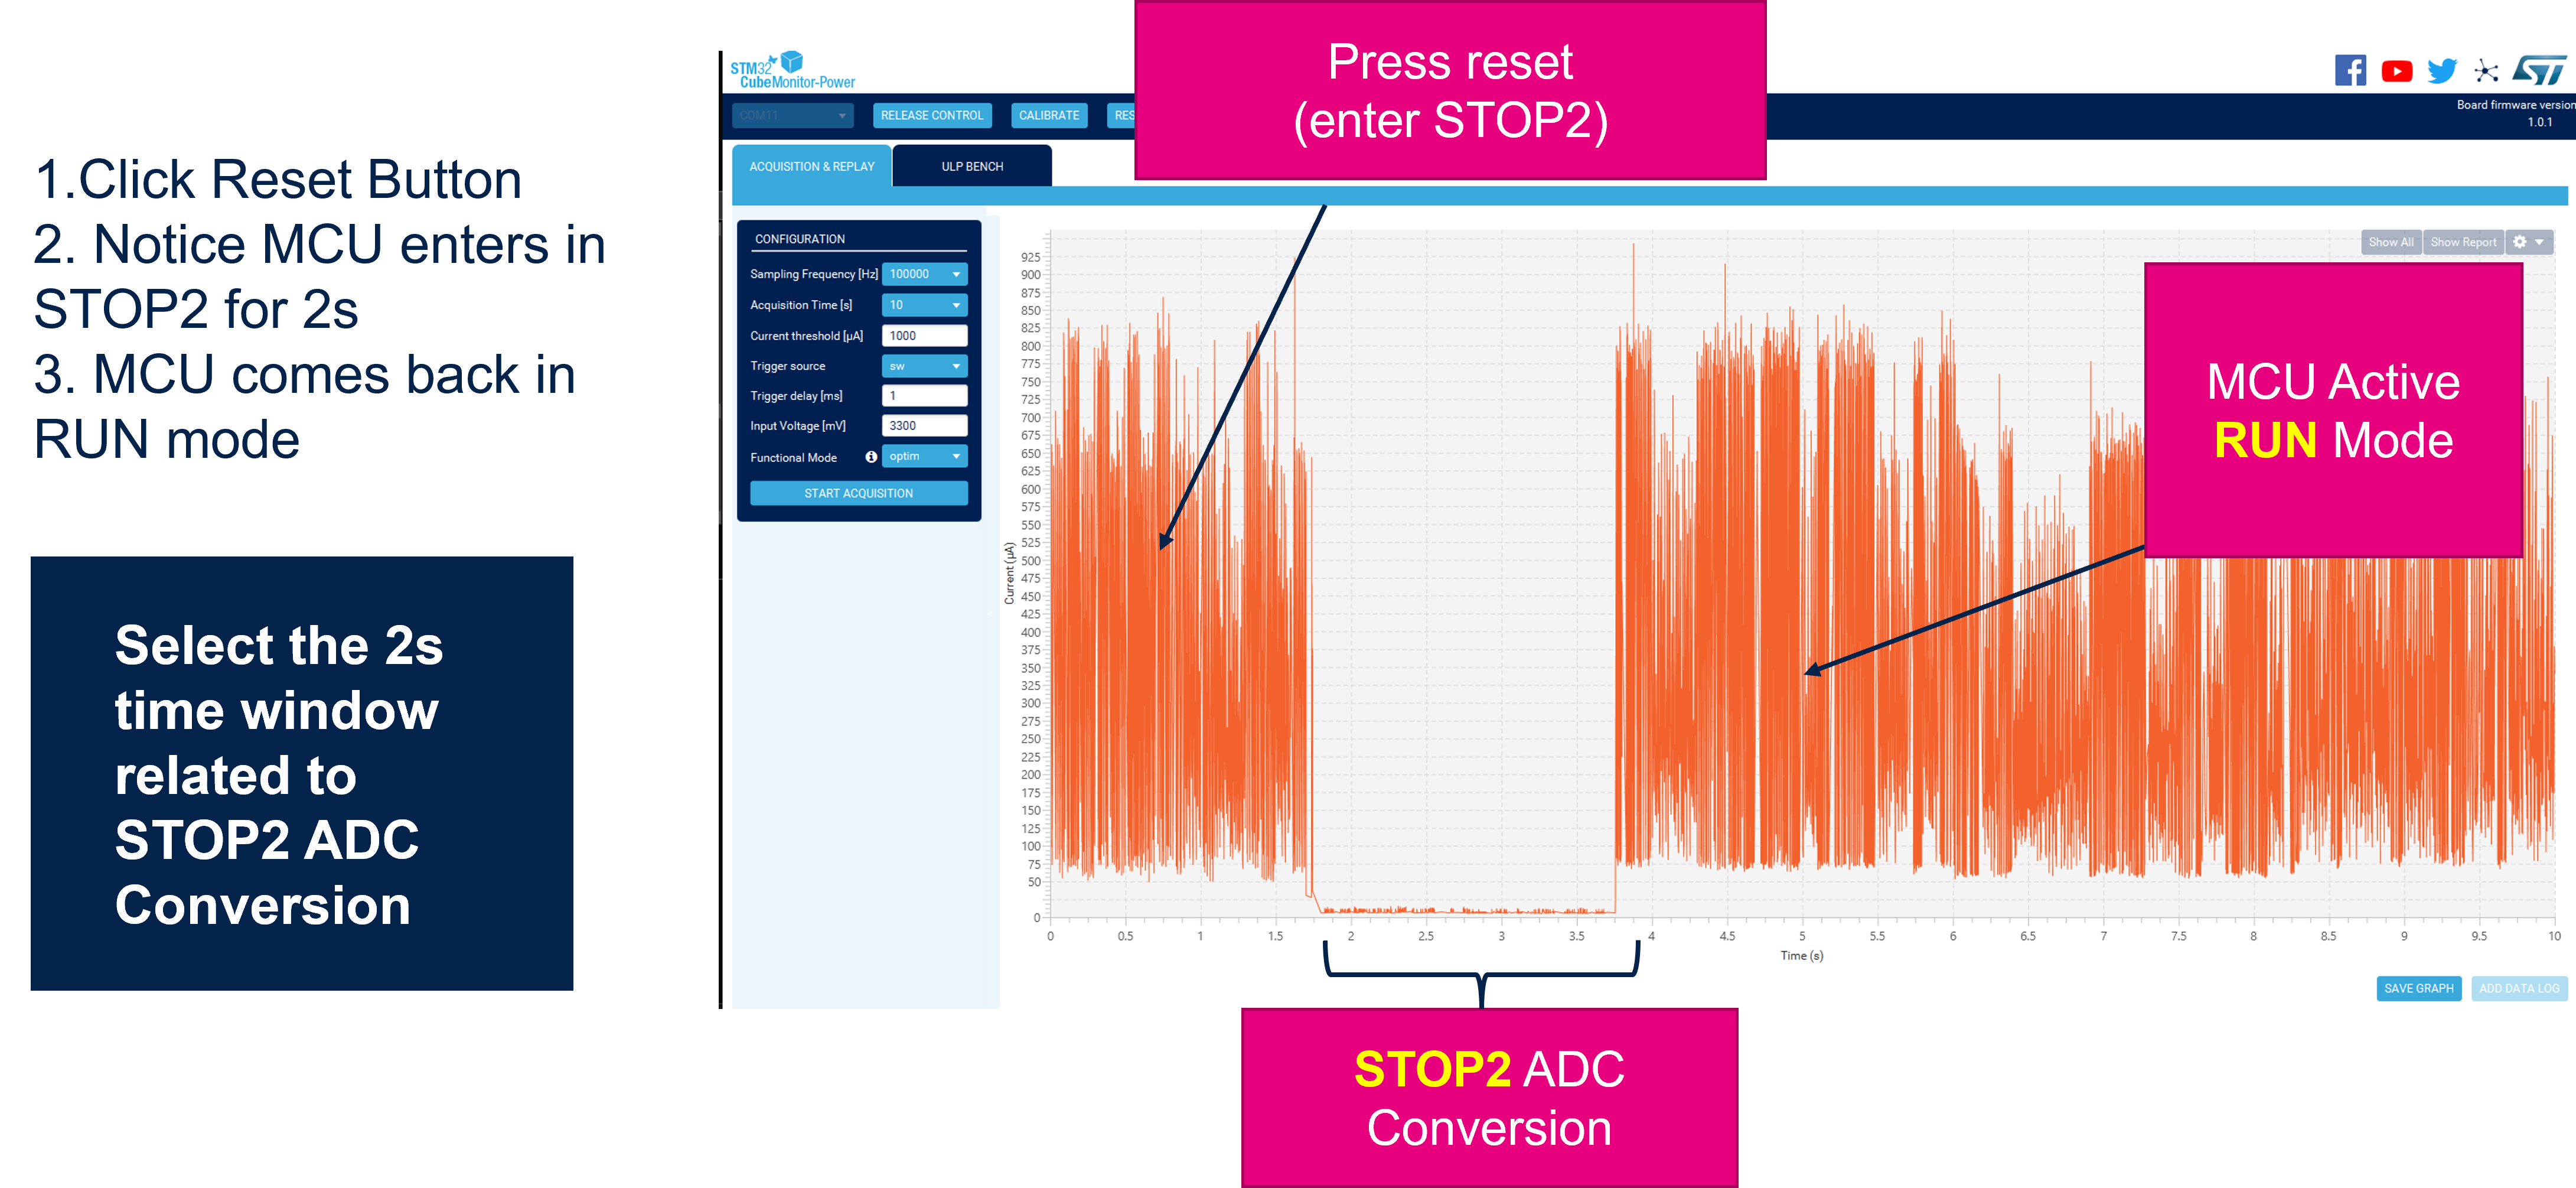 1.Click Reset Button
2. Notice MCU enters in
STOP2 for 2s
3. MCU comes back in
RUN mode
Select the 2s
time window
related to
STOP2 ADC
Conversion
STM32
CubeMonitor-Power
Press reset
(enter STOP2)
COM11
RELEASE CONTROL
CALIBRATE
RES
Board firmware version
1.0.1
ACQUISITION & REPLAY
ULP BENCH
CONFIGURATION
Sampling Frequency [Hz] 100000
Acquisition Time [s] 10
Current threshold [µA] 1000
Trigger source sw
Trigger delay [ms] 1
Input Voltage [mV] 3300
Functional Mode optim
START ACQUISITION
Show All
Show Report
MCU Active
RUN Mode
Current (µA)
925
900
875
850
825
800
775
750
725
700
675
650
625
600
575
550
525
500
475
450
425
400
375
350
325
300
275
250
225
200
175
150
125
100
75
50
0
0 0.5 1 1.5 2 2.5 3 3.5 4 4.5 5 5.5 6 6.5 7 7.5 8 8.5 9 9.5 10
Time (s)
SAVE GRAPH
ADD DATA LOG
STOP2 ADC
Conversion